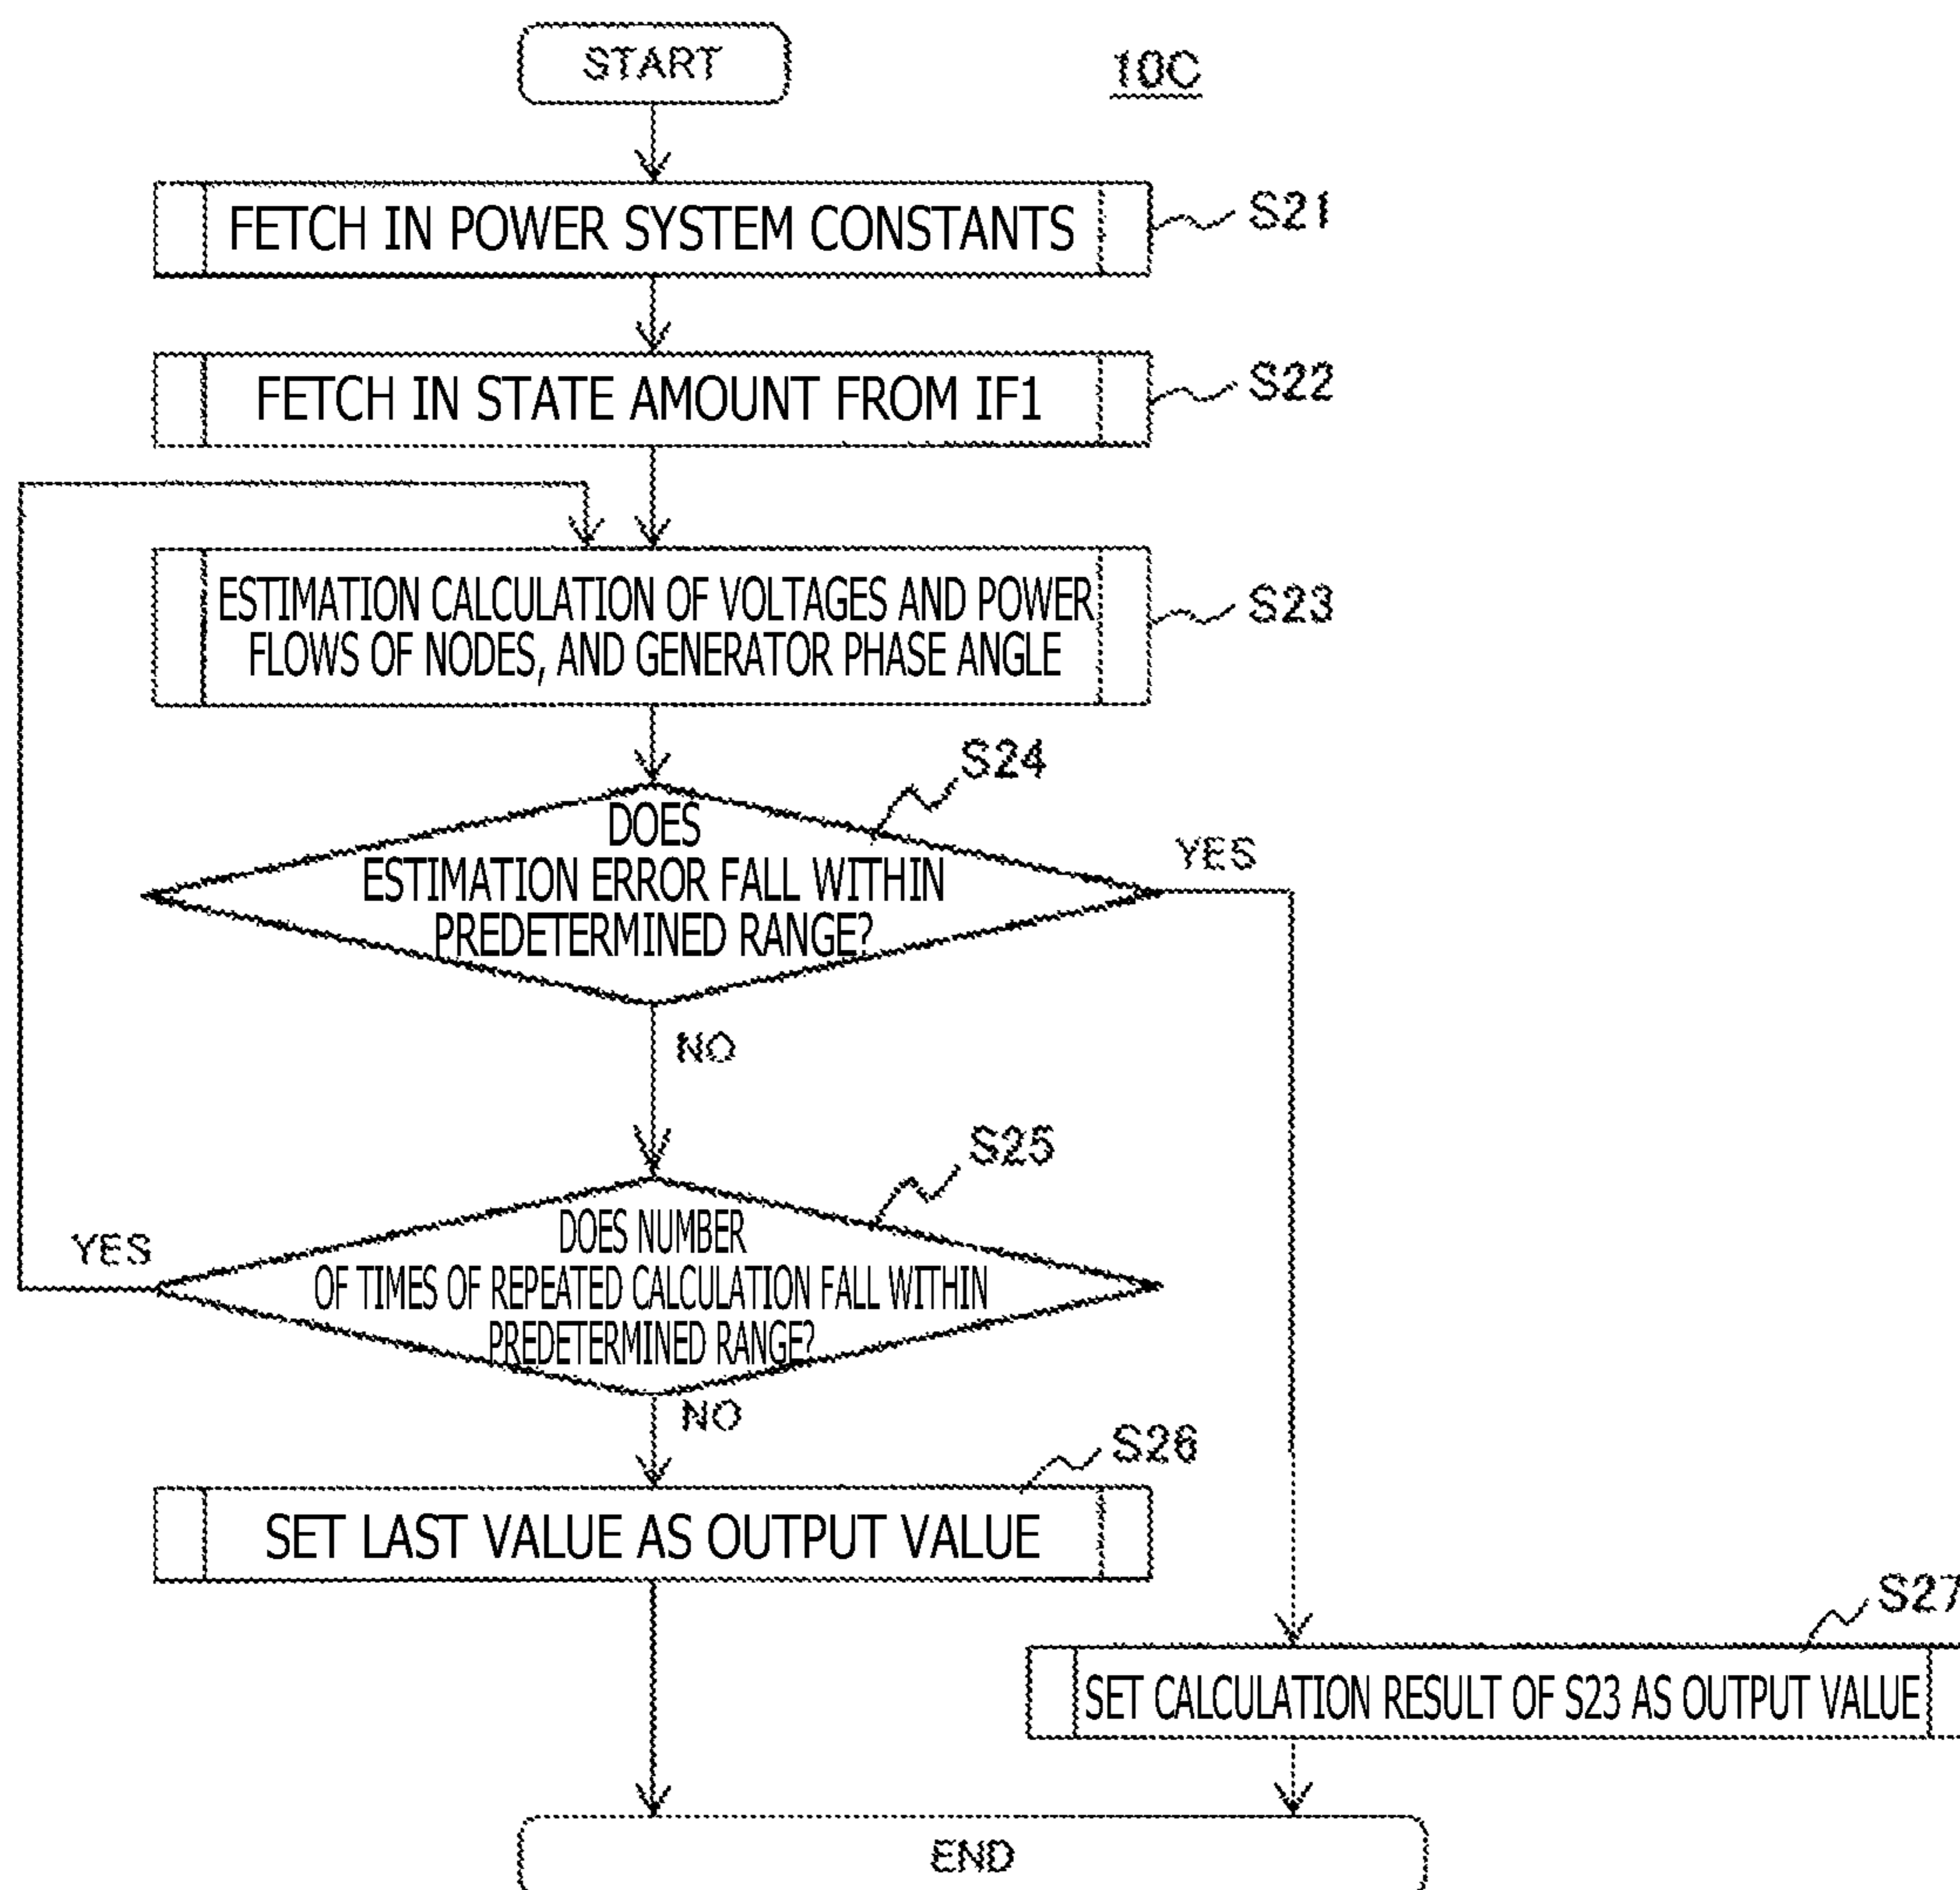 START
10C
FETCH IN POWER SYSTEM CONSTANTS
S21
FETCH IN STATE AMOUNT FROM IF1
S22
ESTIMATION CALCULATION OF VOLTAGES AND POWER
FLOWS OF NODES, AND GENERATOR PHASE ANGLE
S23
S24
DOES
ESTIMATION ERROR FALL WITHIN
PREDETERMINED RANGE?
YES
NO
S25
DOES NUMBER
OF TIMES OF REPEATED CALCULATION FALL WITHIN
PREDETERMINED RANGE?
YES
NO
S26
SET LAST VALUE AS OUTPUT VALUE
S27
SET CALCULATION RESULT OF S23 AS OUTPUT VALUE
END